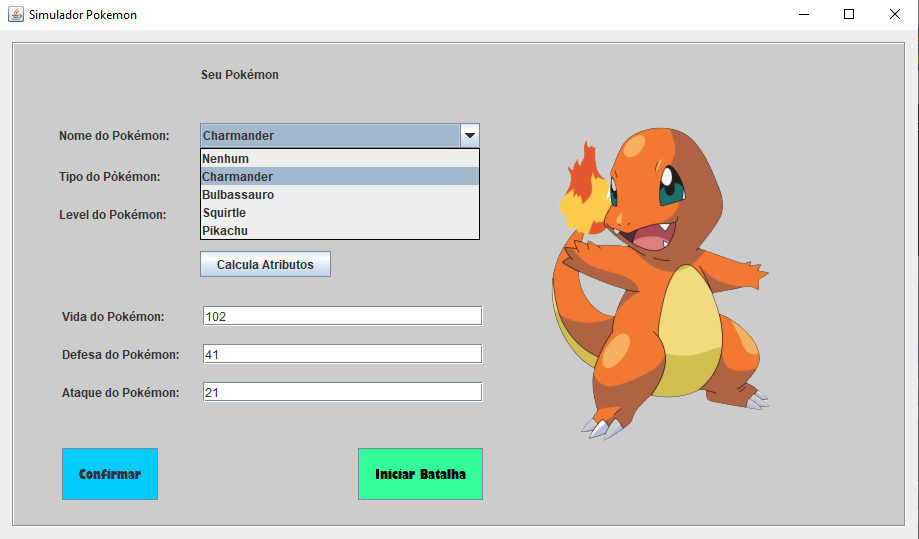 Simulador Pokemon
Seu Pokémon
Nome do Pokémon: Charmander
Nenhum
Tipo do Pokémon: Charmander
Bulbassauro
Level do Pokémon: Squirtle
Pikachu
Calcula Atributos
Vida do Pokémon: 102
Defesa do Pokémon: 41
Ataque do Pokémon: 21
Confirmar Iniciar Batalha